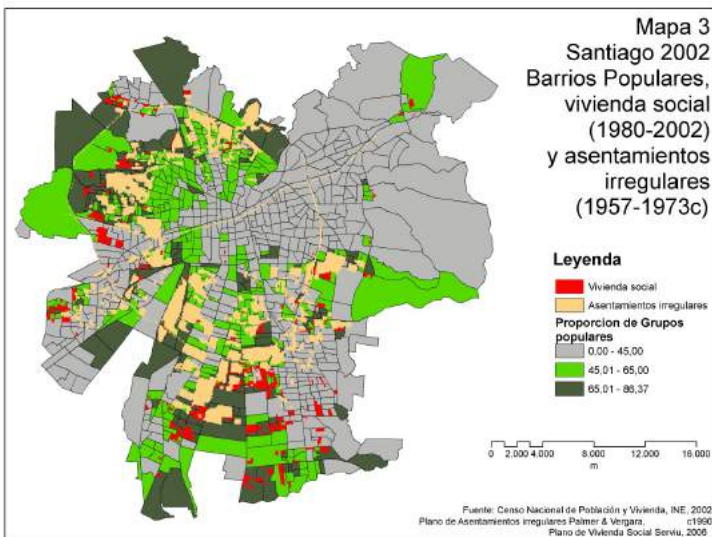 Mapa 3
Santiago 2002
Barrios Populares,
vivienda social
(1980-2002)
y asentamientos
irregulares
(1957-1973c)
Leyenda
Vivienda social
Asentamientos irregulares
Proporcion de Grupos
populares
0,00 - 45,00
45,01 - 65,00
65,01 - 86,37
0 2.000 4.000 8.000 12.000 16.000
m
Fuente: Censo Nacional de Población y Vivienda, INE, 2002
Plano de Asentamientos irregulares Palmer & Vergara, c1990
Plano de Vivienda Social Serviu, 2006